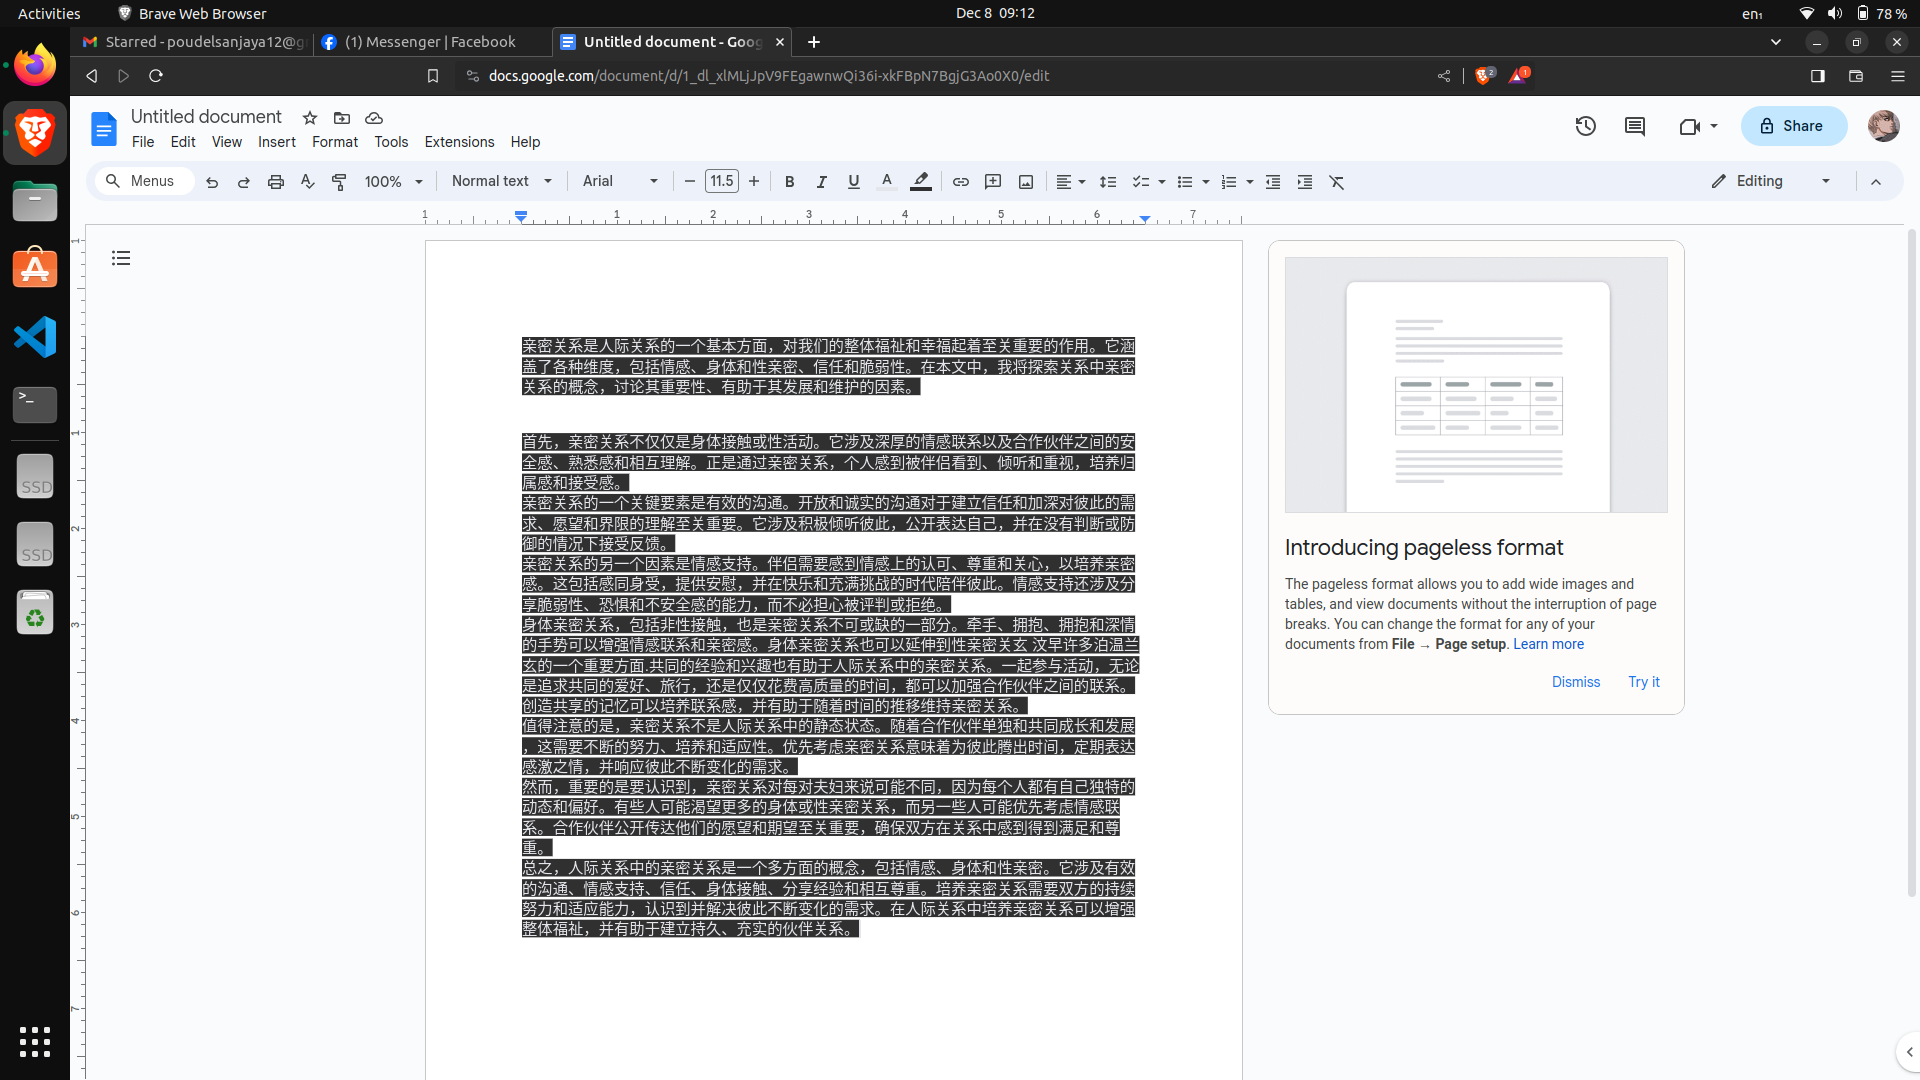 Activities
Brave Web Browser
Dec 8 09:12
en₁
78 %
Starred - poudelsanjaya12@g
(1) Messenger | Facebook
Untitled document - Goog
docs.google.com/document/d/1_dl_xlMLjJpV9FEgawnwQi36i-xkFBpN7BgjG3Ao0X0/edit
2
1
Untitled document
File Edit View Insert Format Tools Extensions Help
Share
Menus
100%
Normal text
Arial
11.5
Editing
1 1 2 3 4 5 6 7
亲密关系是人际关系的一个基本方面，对我们的整体福祉和幸福起着至关重要的作用。它涵
盖了各种维度，包括情感、身体和性亲密、信任和脆弱性。在本文中，我将探索关系中亲密
关系的概念，讨论其重要性、有助于其发展和维护的因素。
首先，亲密关系不仅仅是身体接触或性活动。它涉及深厚的情感联系以及合作伙伴之间的安
全感、熟悉感和相互理解。正是通过亲密关系，个人感到被伴侣看到、倾听和重视，培养归
属感和接受感。
亲密关系的一个关键要素是有效的沟通。开放和诚实的沟通对于建立信任和加深对彼此的需
求、愿望和界限的理解至关重要。它涉及积极倾听彼此，公开表达自己，并在没有判断或防
御的情况下接受反馈。
亲密关系的另一个因素是情感支持。伴侣需要感到情感上的认可、尊重和关心，以培养亲密
感。这包括感同身受，提供安慰，并在快乐和充满挑战的时代陪伴彼此。情感支持还涉及分
享脆弱性、恐惧和不安全感的能力，而不必担心被评判或拒绝。
身体亲密关系，包括非性接触，也是亲密关系不可或缺的一部分。牵手、拥抱、拥抱和深情
的手势可以增强情感联系和亲密感。身体亲密关系也可以延伸到性亲密关玄 汶早许多泊温兰
玄的一个重要方面.共同的经验和兴趣也有助于人际关系中的亲密关系。一起参与活动，无论
是追求共同的爱好、旅行，还是仅仅花费高质量的时间，都可以加强合作伙伴之间的联系。
创造共享的记忆可以培养联系感，并有助于随着时间的推移维持亲密关系。
值得注意的是，亲密关系不是人际关系中的静态状态。随着合作伙伴单独和共同成长和发展
，这需要不断的努力、培养和适应性。优先考虑亲密关系意味着为彼此腾出时间，定期表达
感激之情，并响应彼此不断变化的需求。
然而，重要的是要认识到，亲密关系对每对夫妇来说可能不同，因为每个人都有自己独特的
动态和偏好。有些人可能渴望更多的身体或性亲密关系，而另一些人可能优先考虑情感联
系。合作伙伴公开传达他们的愿望和期望至关重要，确保双方在关系中感到得到满足和尊
重。
总之，人际关系中的亲密关系是一个多方面的概念，包括情感、身体和性亲密。它涉及有效
的沟通、情感支持、信任、身体接触、分享经验和相互尊重。培养亲密关系需要双方的持续
努力和适应能力，认识到并解决彼此不断变化的需求。在人际关系中培养亲密关系可以增强
整体福祉，并有助于建立持久、充实的伙伴关系。
Introducing pageless format
The pageless format allows you to add wide images and
tables, and view documents without the interruption of page
breaks. You can change the format for any of your
documents from File → Page setup. Learn more
Dismiss Try it
SSD
SSD
1
1
2
3
4
5
6
7